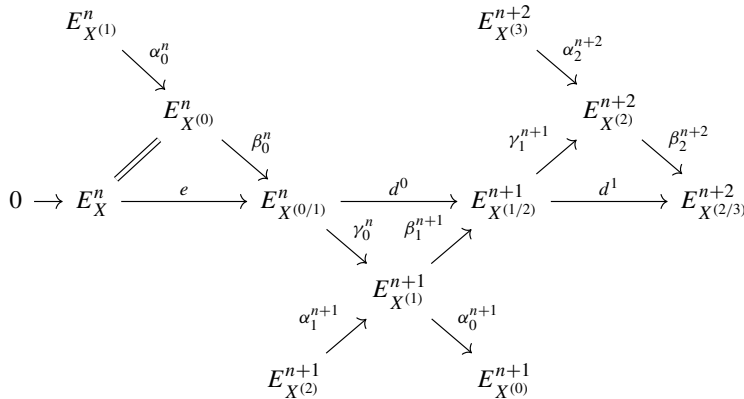 E^n_{X^{(1)}} E^{n+2}_{X^{(3)}}
α^n_0 α^{n+2}_2
E^n_{X^{(0)}} E^{n+2}_{X^{(2)}}
β^n_0 γ^{n+1}_1 β^{n+2}_2
0 E^n_X e E^n_{X^{(0/1)}} d^0 E^{n+1}_{X^{(1/2)}} d^1 E^{n+2}_{X^{(2/3)}}
γ^n_0 β^{n+1}_1
E^{n+1}_{X^{(1)}}
α^{n+1}_1 α^{n+1}_0
E^{n+1}_{X^{(2)}} E^{n+1}_{X^{(0)}}